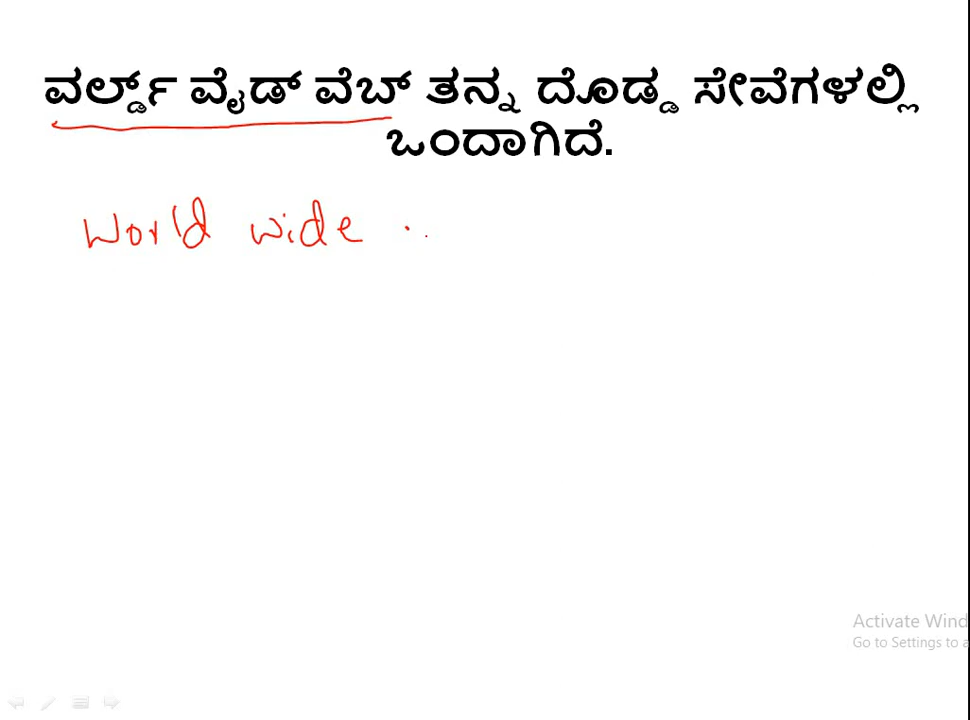 ವರ್ಲ್ಡ್ ವೈಡ್ ವೆಬ್ ತನ್ನ ದೊಡ್ಡ ಸೇವೆಗಳಲ್ಲಿ
ಒಂದಾಗಿದೆ.
World wide
Activate Wind
Go to Settings to a